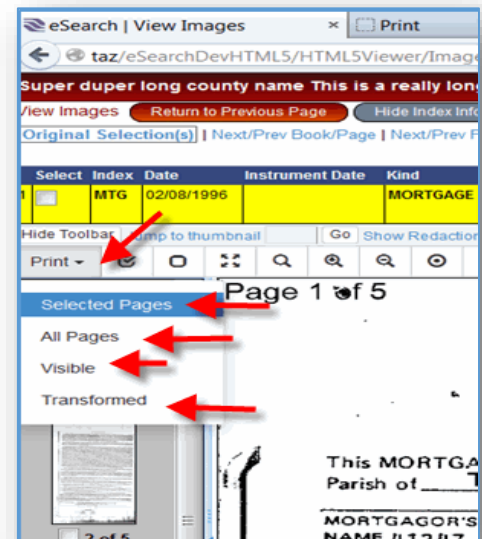 eSearch | View Images × Print
taz/eSearchDevHTML5/HTML5Viewer/Image
Super duper long county name This is a really lon
View Images Return to Previous Page Hide Index Info
Original Selection(s) | Next/Prev Book/Page | Next/Prev F
Select Index Date Instrument Date Kind
1 MTG 02/08/1996 MORTGAGE
Hide Toolbar Jump to thumbnail Go Show Redaction
Print
Page 1 of 5
Selected Pages
All Pages
Visible
Transformed
This MORTGA
Parish of
MORTGAGOR'S
NAME
2 of 5